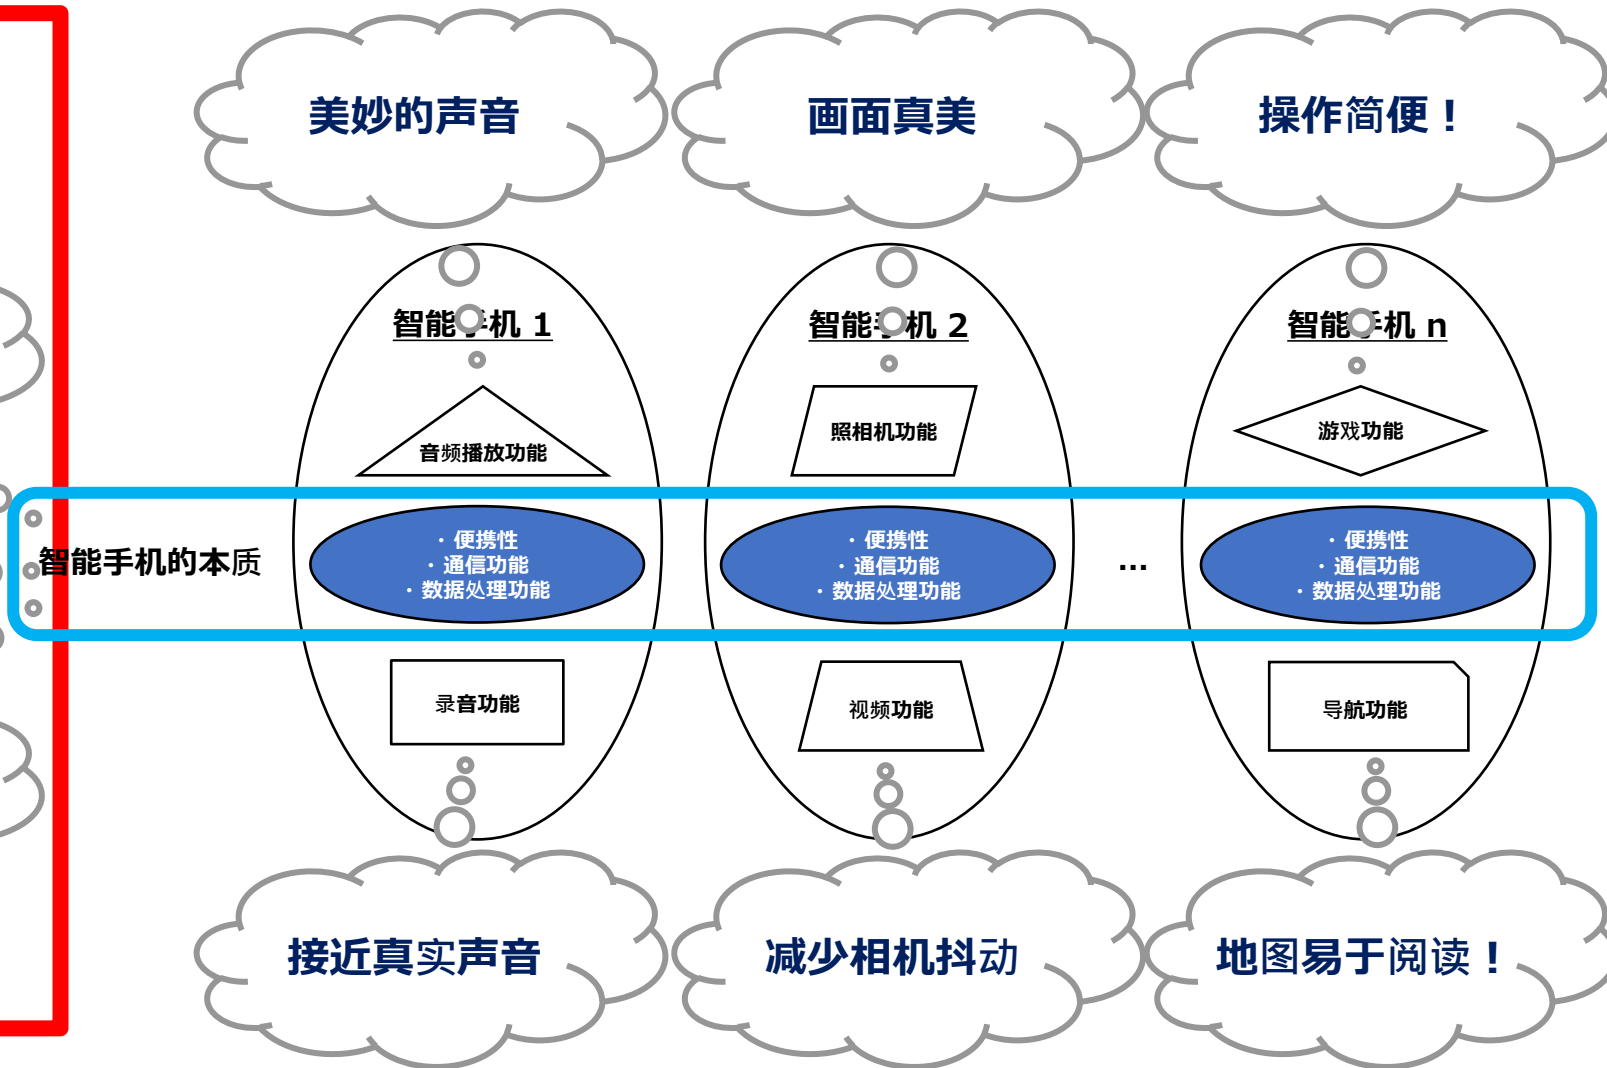 美妙的声音
画面真美
操作简便！
智能手机 1
智能手机 2
智能手机 n
音频播放功能
照相机功能
游戏功能
智能手机的本质
・便携性
・通信功能
・数据处理功能
・便携性
・通信功能
・数据处理功能
…
・便携性
・通信功能
・数据处理功能
录音功能
视频功能
导航功能
接近真实声音
减少相机抖动
地图易于阅读！